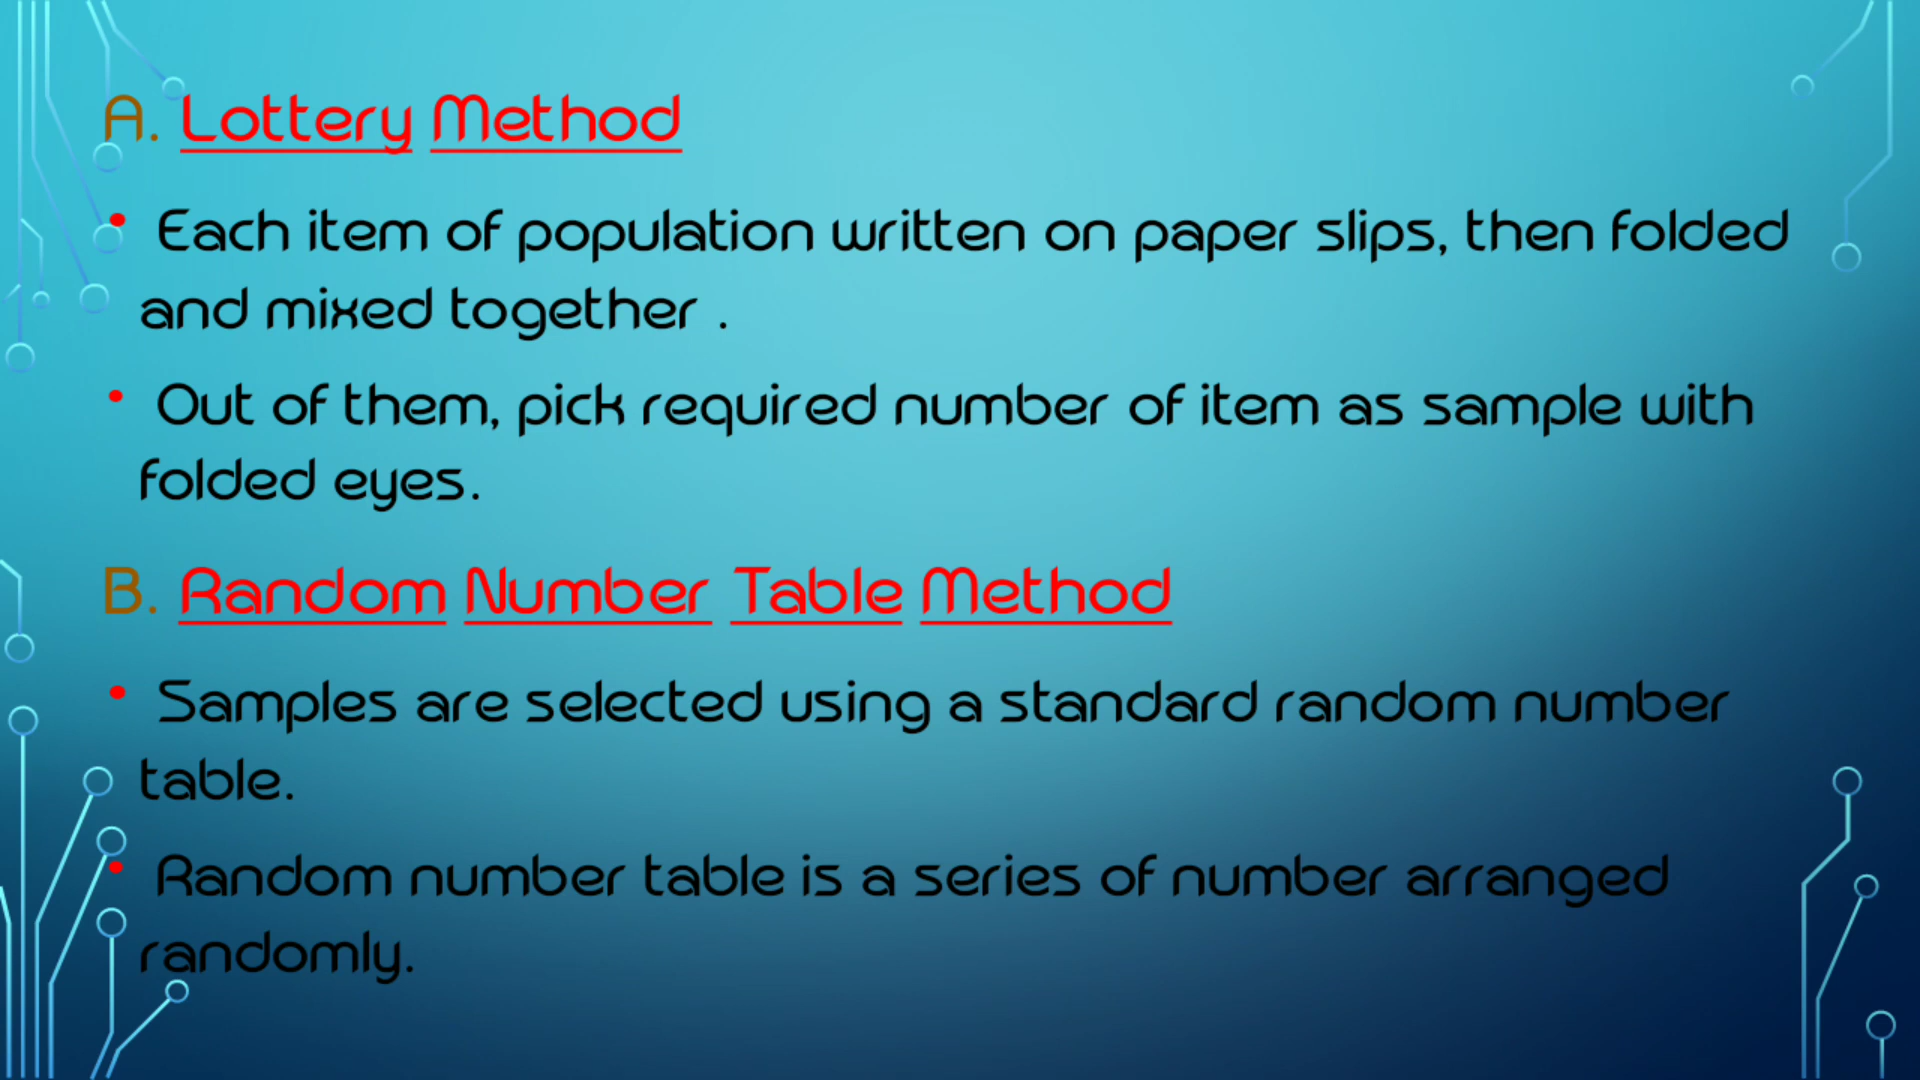 A. Lottery Method
• Each item of population written on paper slips, then folded
and mixed together .
• Out of them, pick required number of item as sample with
folded eyes.
B. Random Number Table Method
• Samples are selected using a standard random number
table.
• Random number table is a series of number arranged
randomly.